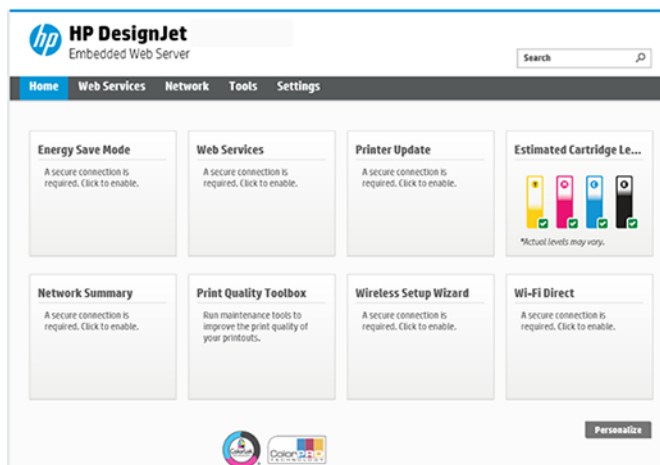 hp
HP DesignJet
Embedded Web Server
Search
Home Web Services Network Tools Settings
Energy Save Mode
A secure connection is
required. Click to enable.
Web Services
A secure connection is
required. Click to enable.
Printer Update
A secure connection is
required. Click to enable.
Estimated Cartridge Le...
Y M C K
*Actual levels may vary.
Network Summary
A secure connection is
required. Click to enable.
Print Quality Toolbox
Run maintenance tools to
improve the print quality of
your printouts.
Wireless Setup Wizard
A secure connection is
required. Click to enable.
Wi-Fi Direct
A secure connection is
required. Click to enable.
Personalize
ColorLok
ColorPRO
TECHNOLOGY